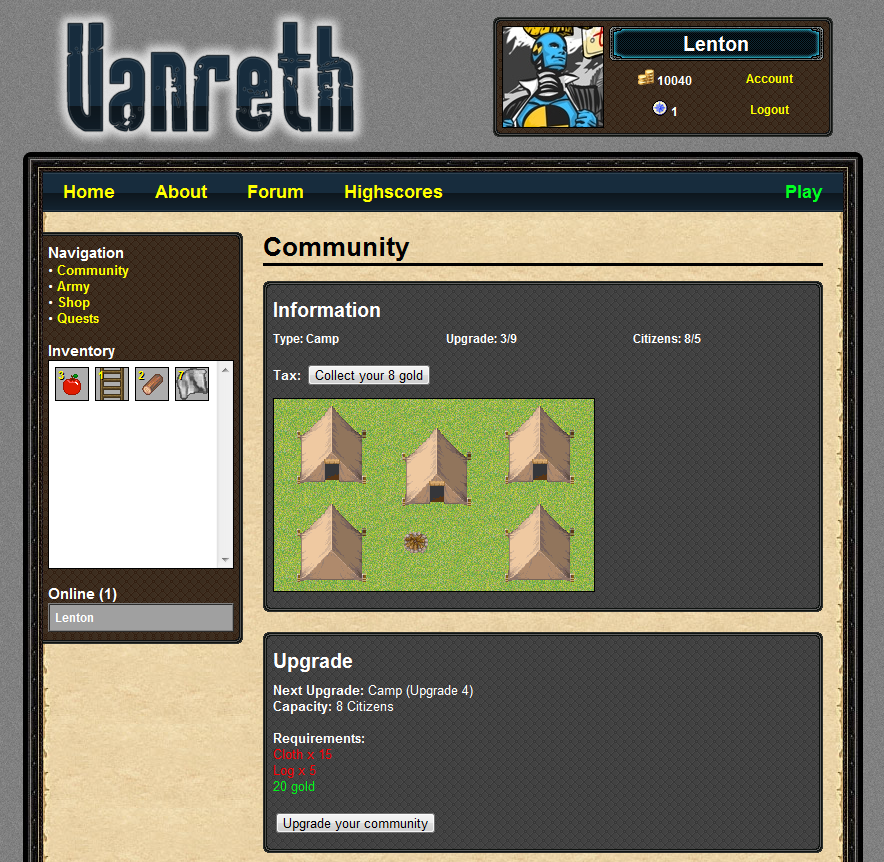 Vanreth
Lenton
10040
Account
1
Logout
Home About Forum Highscores Play
Navigation
• Community
• Army
• Shop
• Quests
Inventory
3 1 2 7
Online (1)
Lenton
Community
Information
Type: Camp Upgrade: 3/9 Citizens: 8/5
Tax: Collect your 8 gold
Upgrade
Next Upgrade: Camp (Upgrade 4)
Capacity: 8 Citizens
Requirements:
Cloth x 15
Log x 5
20 gold
Upgrade your community